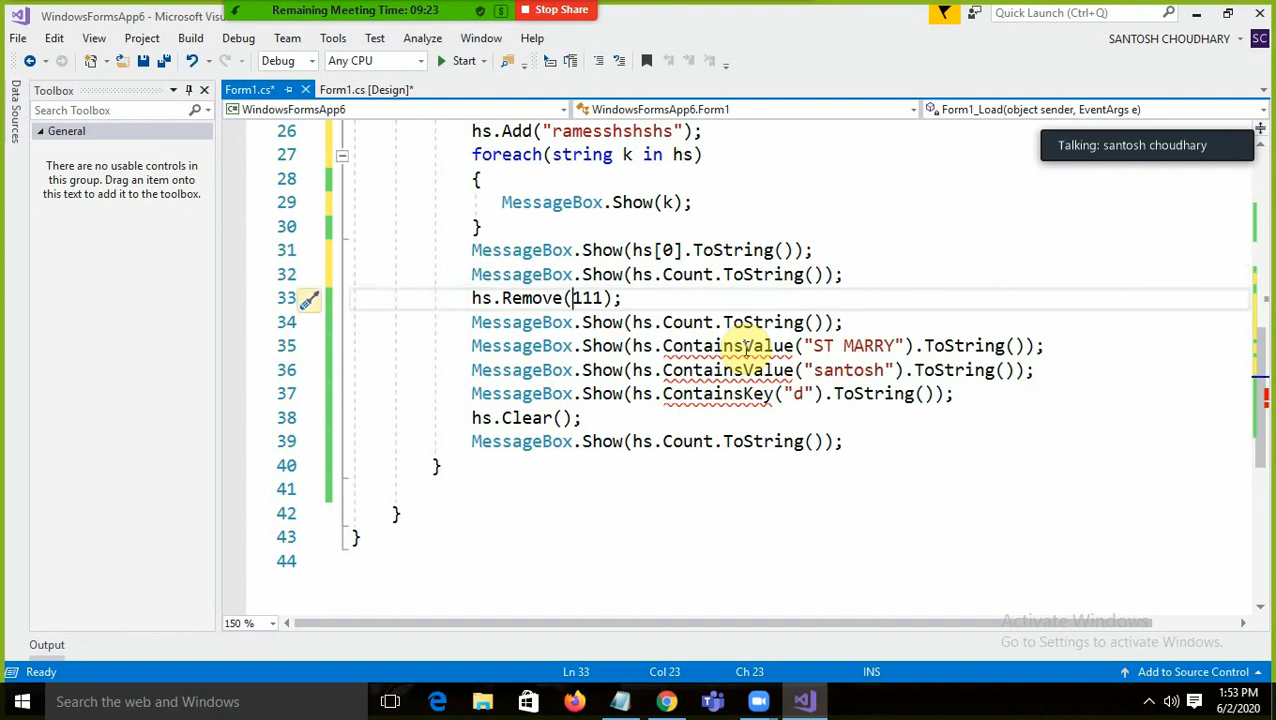 Remaining Meeting Time: 09:23
Stop Share
WindowsFormsApp6 - Microsoft Visu
Quick Launch (Ctrl+Q)
File Edit View Project Build Debug Team Tools Test Analyze Window Help
SANTOSH CHOUDHARY
SC
Debug
Any CPU
Start
Data Sources
Toolbox
Search Toolbox
General
There are no usable controls in
this group. Drag an item onto
this text to add it to the toolbox.
Form1.cs*
Form1.cs [Design]*
WindowsFormsApp6
WindowsFormsApp6.Form1
Form1_Load(object sender, EventArgs e)
Talking: santosh choudhary
26 hs.Add("ramesshshshs");
27 foreach(string k in hs)
28 {
29 MessageBox.Show(k);
30 }
31 MessageBox.Show(hs[0].ToString());
32 MessageBox.Show(hs.Count.ToString());
33 hs.Remove(111);
34 MessageBox.Show(hs.Count.ToString());
35 MessageBox.Show(hs.ContainsValue("ST MARRY").ToString());
36 MessageBox.Show(hs.ContainsValue("santosh").ToString());
37 MessageBox.Show(hs.ContainsKey("d").ToString());
38 hs.Clear();
39 MessageBox.Show(hs.Count.ToString());
40 }
41
42 }
43 }
44
150 %
Activate Windows
Go to Settings to activate Windows.
Output
Ready
Ln 33
Col 23
Ch 23
INS
Add to Source Control
Search the web and Windows
1:53 PM
6/2/2020